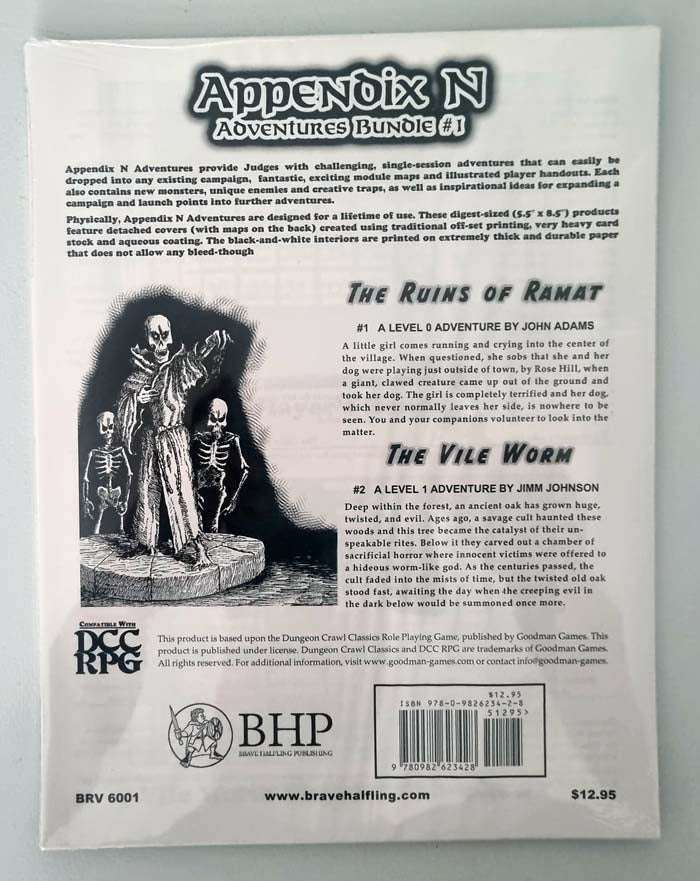 Appendix N
Adventures Bundle #1
Appendix N Adventures provide Judges with challenging, single-session adventures that can easily be
dropped into any existing campaign, fantastic, exciting module maps and illustrated player handouts. Each
also contains new monsters, unique enemies and creative traps, as well as inspirational ideas for expanding a
campaign and launch points into further adventures.
Physically, Appendix N Adventures are designed for a lifetime of use. These digest-sized (5.5" x 8.5") products
feature detached covers (with maps on the back) created using traditional off-set printing, very heavy card
stock and aqueous coating. The black-and-white interiors are printed on extremely thick and durable paper
that does not allow any bleed-though
The Ruins of Ramat
#1 A LEVEL 0 ADVENTURE BY JOHN ADAMS
A little girl comes running and crying into the center of
the village. When questioned, she sobs that she and her
dog were playing just outside of town, by Rose Hill, when
a giant, clawed creature came up out of the ground and
took her dog. The girl is completely terrified and her dog,
which never normally leaves her side, is nowhere to be
seen. You and your companions volunteer to look into the
matter.
The Vile Worm
#2 A LEVEL 1 ADVENTURE BY JIMM JOHNSON
Deep within the forest, an ancient oak has grown huge,
twisted, and evil. Ages ago, a savage cult haunted these
woods and this tree became the catalyst of their un-
speakable rites. Below it they carved out a chamber of
sacrificial horror where innocent victims were offered to
a hideous worm-like god. As the centuries passed, the
cult faded into the mists of time, but the twisted old oak
stood fast, awaiting the day when the creeping evil in
the dark below would be summoned once more.
Compatible With
DCC
RPG
This product is based upon the Dungeon Crawl Classics Role Playing Game, published by Goodman Games. This
product is published under license. Dungeon Crawl Classics and DCC RPG are trademarks of Goodman Games.
All rights reserved. For additional information, visit www.goodman-games.com or contact info@goodman-games.
BHP
BRAVE HALFLING PUBLISHING
$12.95
ISBN 978-0-9826234-2-8
51295>
9 780982 623428
BRV 6001
www.bravehalfling.com
$12.95